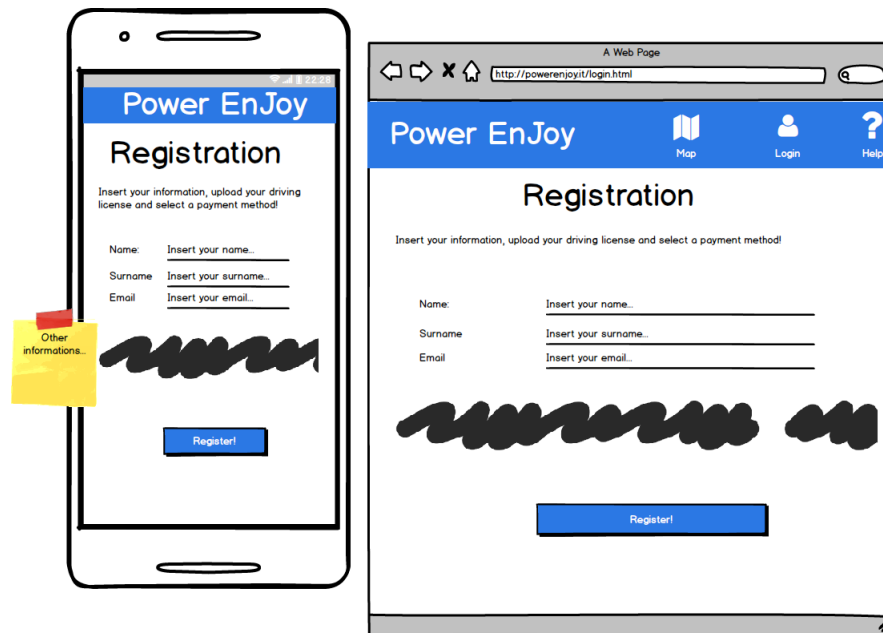 22:28
Power EnJoy
Registration
Insert your information, upload your driving
license and select a payment method!
Name:
Insert your name...
Surname
Insert your surname...
Email
Insert your email...
Other
informations...
Register!
A Web Page
http://powerenjoy.it/login.html
Power EnJoy
Map
Login
? Help
Registration
Insert your information, upload your driving license and select a payment method!
Name:
Insert your name...
Surname
Insert your surname...
Email
Insert your email...
Register!